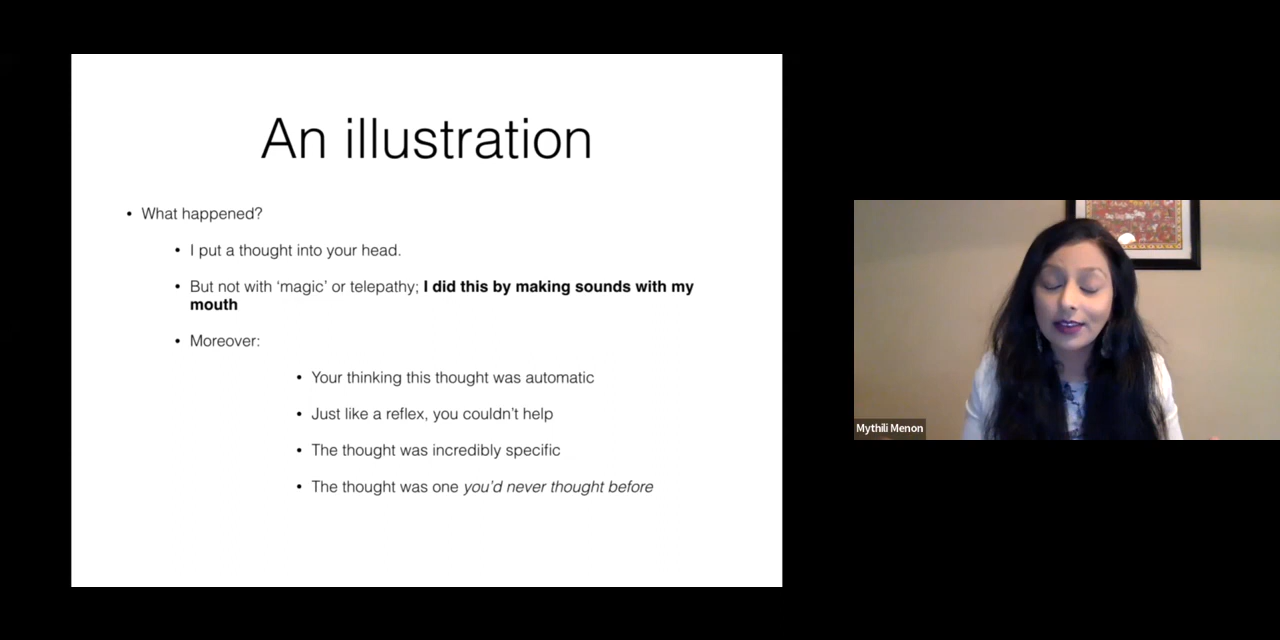 An illustration
• What happened?
• I put a thought into your head.
• But not with ‘magic’ or telepathy; I did this by making sounds with my
mouth
• Moreover:
• Your thinking this thought was automatic
• Just like a reflex, you couldn’t help
• The thought was incredibly specific
• The thought was one you’d never thought before
Mythili Menon